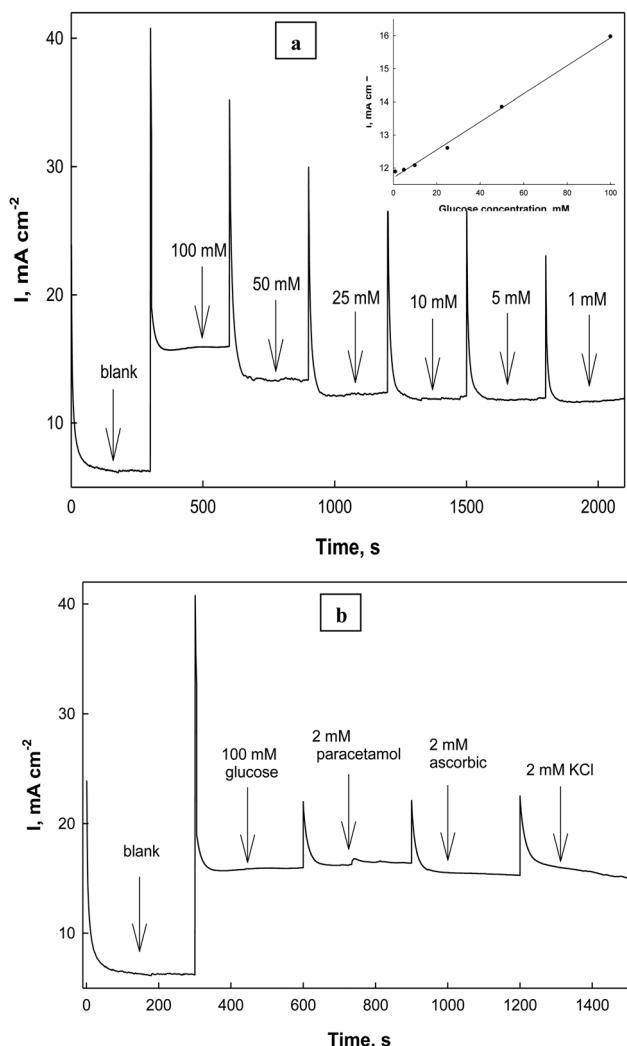 a
I, mA cm⁻²
40
30
20
10
blank
100 mM
50 mM
25 mM
10 mM
5 mM
1 mM
0
500
1000
1500
2000
Time, s
16
15
14
13
12
I, mA cm
0
20
40
60
80
100
Glucose concentration, mM
b
I, mA cm⁻²
40
30
20
10
blank
100 mM
glucose
2 mM
paracetamol
2 mM
ascorbic
2 mM KCl
0
200
400
600
800
1000
1200
1400
Time, s